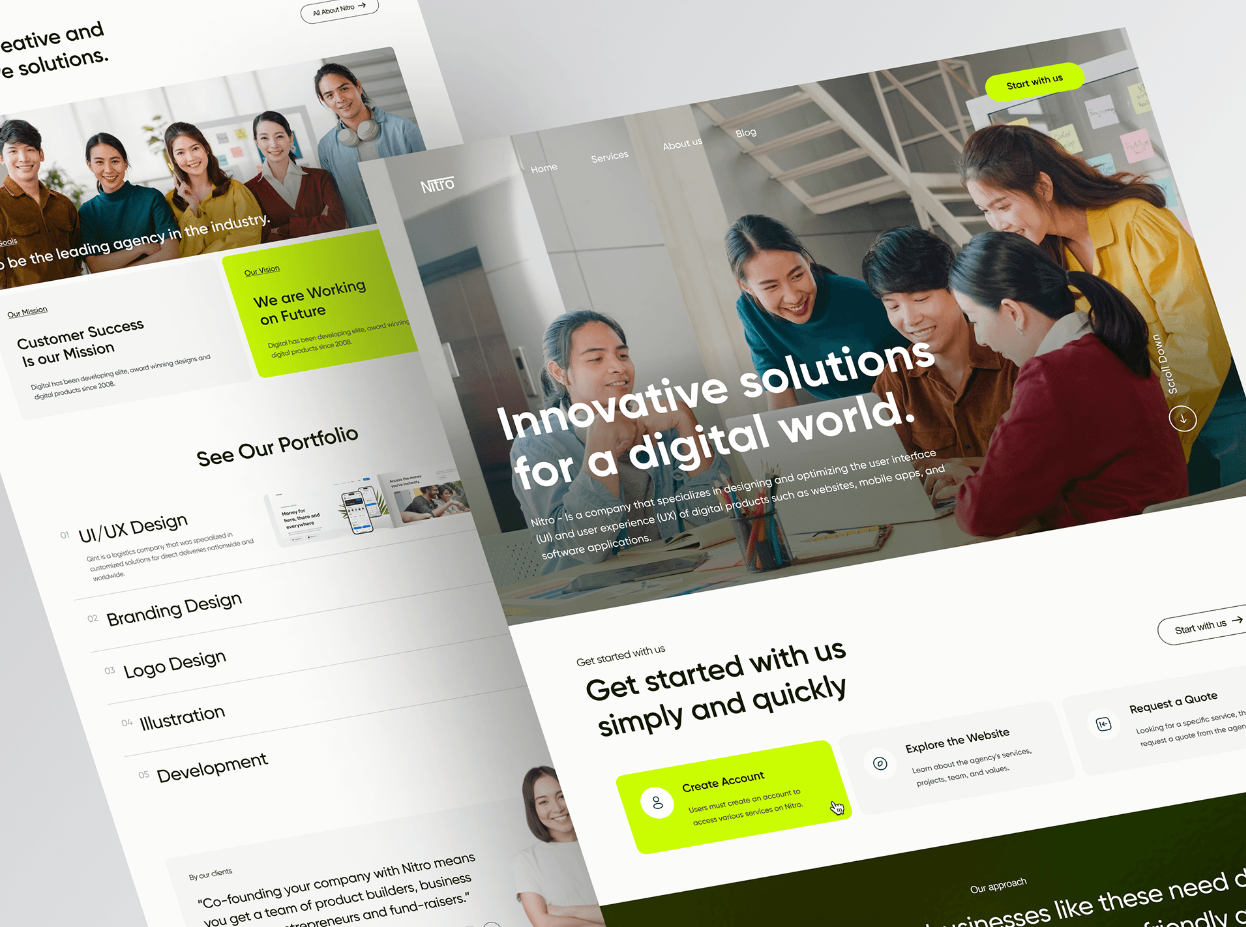 eative and
e solutions.
All About Nitro
Goals
o be the leading agency in the industry.
Our Mission
Customer Success
Is our Mission
Digital has been developing elite, award winning designs and
digital products since 2008.
Our Vision
We are Working
on Future
Digital has been developing elite, award winning
digital products since 2008.
See Our Portfolio
01 UI/UX Design
Gint is a logistics company that was specialized in
customized solutions for direct deliveries nationwide and
worldwide.
Money for
here, there and
everywhere
Access the money
you've instantly
02 Branding Design
03 Logo Design
04 Illustration
05 Development
By our clients
“Co-founding your company with Nitro means
you get a team of product builders, business
trepreneurs and fund-raisers.”
Nitro
Home
Services
About us
Blog
Start with us
Innovative solutions
for a digital world.
Nitro - Is a company that specializes in designing and optimizing the user interface
(UI) and user experience (UX) of digital products such as websites, mobile apps, and
software applications.
Scroll Down
Get started with us
Get started with us
simply and quickly
Start with us
Create Account
Users must create an account to
access various services on Nitro.
Explore the Website
Learn about the agency's services,
projects, team, and values.
Request a Quote
Looking for a specific service, th
request a quote from the agen
Our approach
usinesses like these need d
friendly